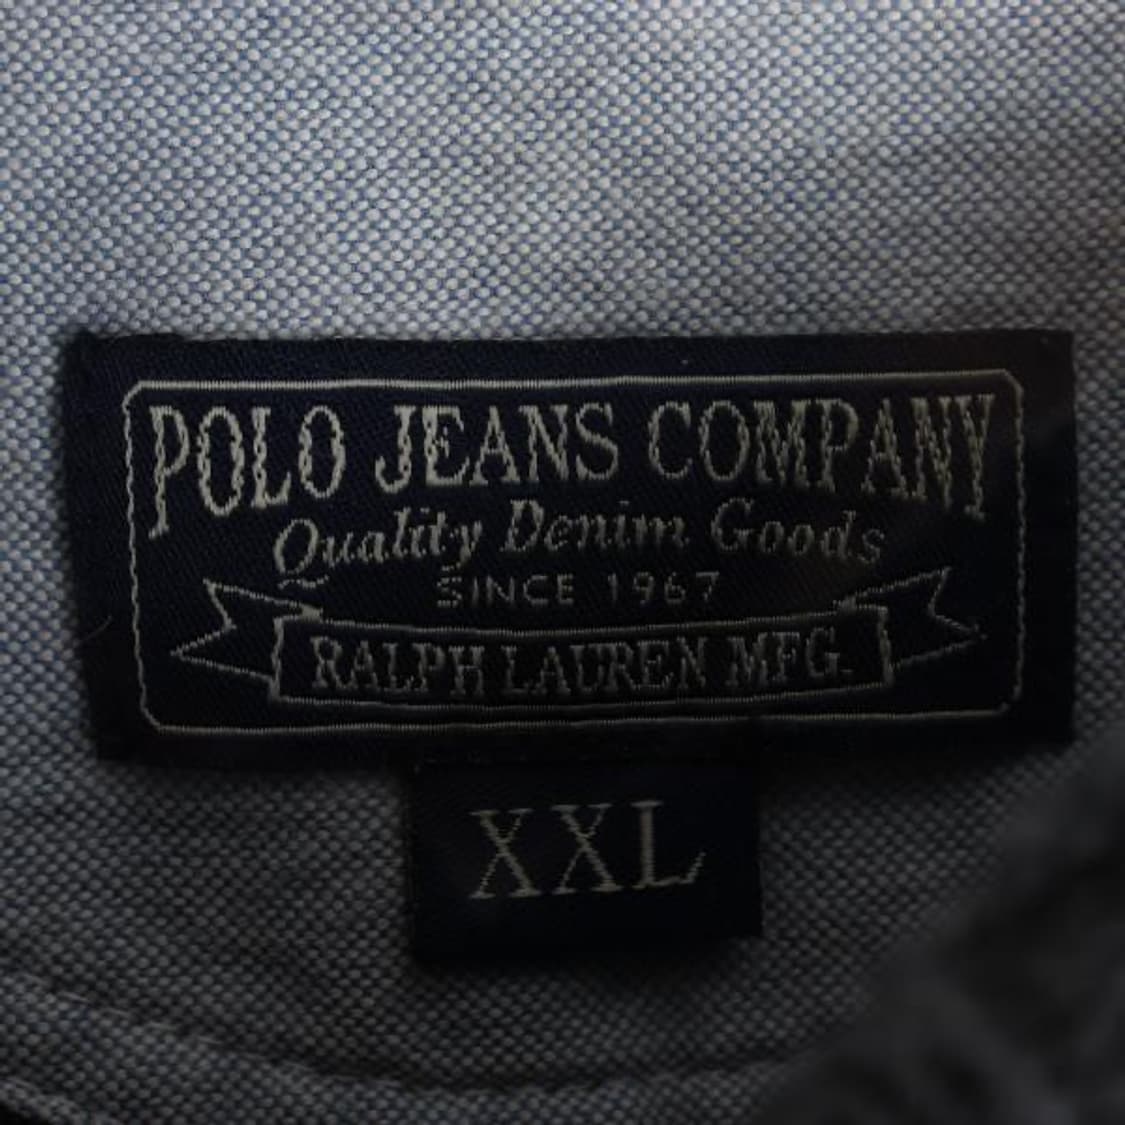 POLO JEANS COMPANY
Quality Denim Goods
SINCE 1967
RALPH LAUREN MFG.
XXL